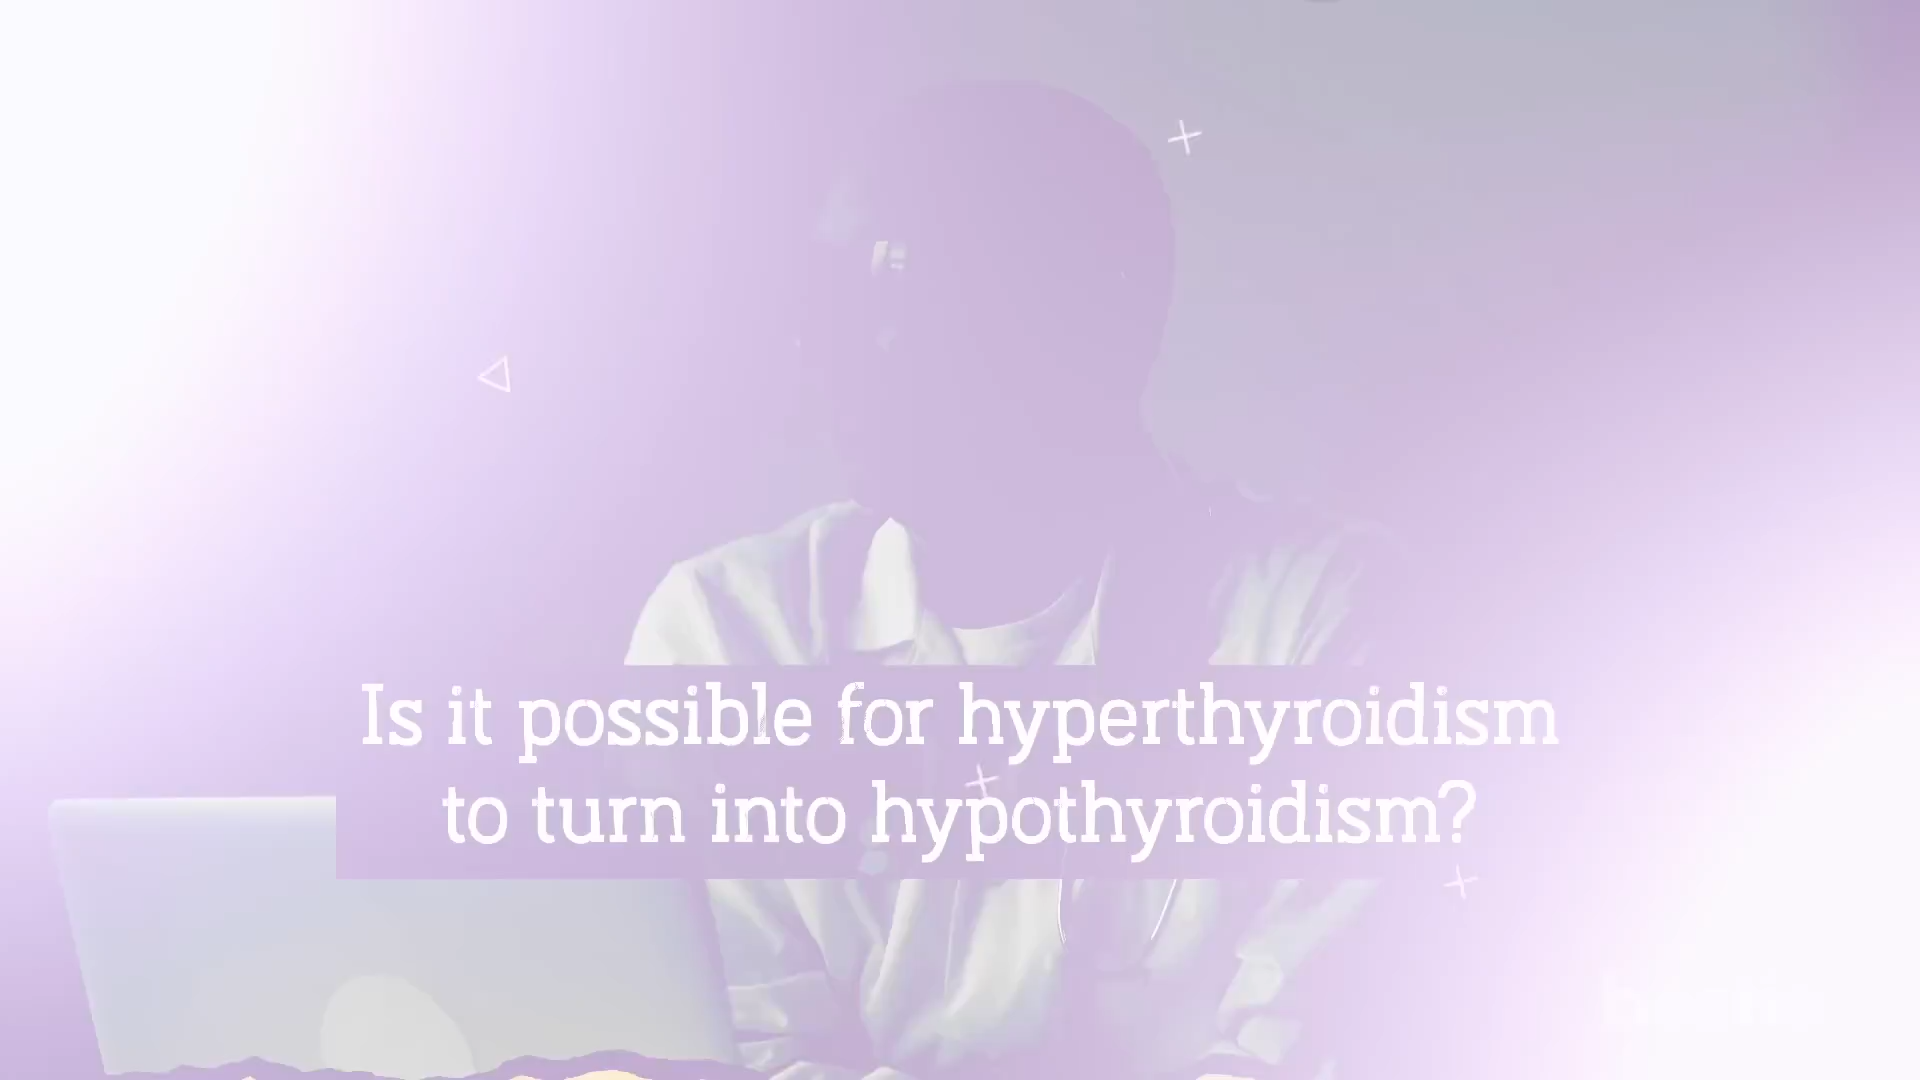 Is it possible for hyperthyroidism
to turn into hypothyroidism?